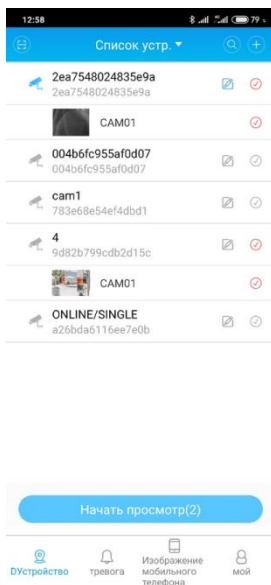 12:58 79
Список устр. ▼
2ea7548024835e9a
2ea7548024835e9a
CAM01
004b6fc955af0d07
004b6fc955af0d07
cam1
783e68e54ef4dbd1
4
9d82b799cdb2d15c
CAM01
ONLINE/SINGLE
a26bda6116ee7e0b
Начать просмотр(2)
DУстройство
тревога
Изображение
мобильного
телефона
мой